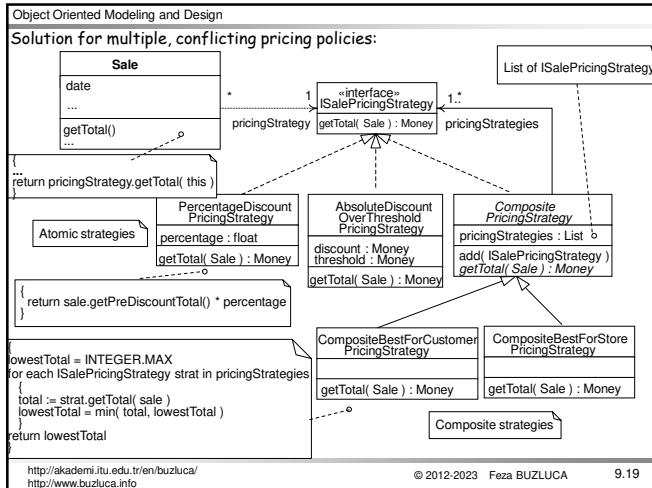 Object Oriented Modeling and Design
Solution for multiple, conflicting pricing policies:
Sale
date
...
getTotal()
...
*
1
pricingStrategy
«interface»
ISalePricingStrategy
getTotal( Sale ) : Money
1..*
pricingStrategies
List of ISalePricingStrategy
{
...
return pricingStrategy.getTotal( this )
}
Atomic strategies
PercentageDiscount
PricingStrategy
percentage : float
getTotal( Sale ) : Money
AbsoluteDiscount
OverThreshold
PricingStrategy
discount : Money
threshold : Money
getTotal( Sale ) : Money
Composite
PricingStrategy
pricingStrategies : List
add( ISalePricingStrategy )
getTotal( Sale ) : Money
{
return sale.getPreDiscountTotal() * percentage
}
{
lowestTotal = INTEGER.MAX
for each ISalePricingStrategy strat in pricingStrategies
{
total := strat.getTotal( sale )
lowestTotal = min( total, lowestTotal )
}
return lowestTotal
}
CompositeBestForCustomer
PricingStrategy
getTotal( Sale ) : Money
CompositeBestForStore
PricingStrategy
getTotal( Sale ) : Money
Composite strategies
http://akademi.itu.edu.tr/en/buzluca/
http://www.buzluca.info
© 2012-2023 Feza BUZLUCA
9.19